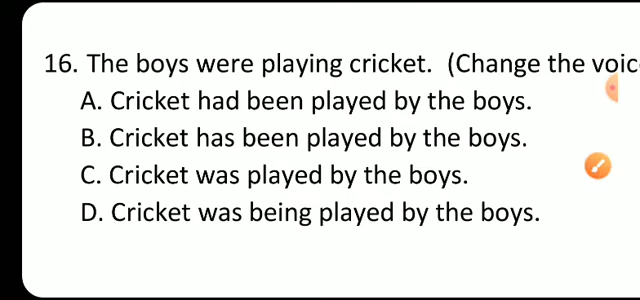 16. The boys were playing cricket. (Change the voic
A. Cricket had been played by the boys.
B. Cricket has been played by the boys.
C. Cricket was played by the boys.
D. Cricket was being played by the boys.